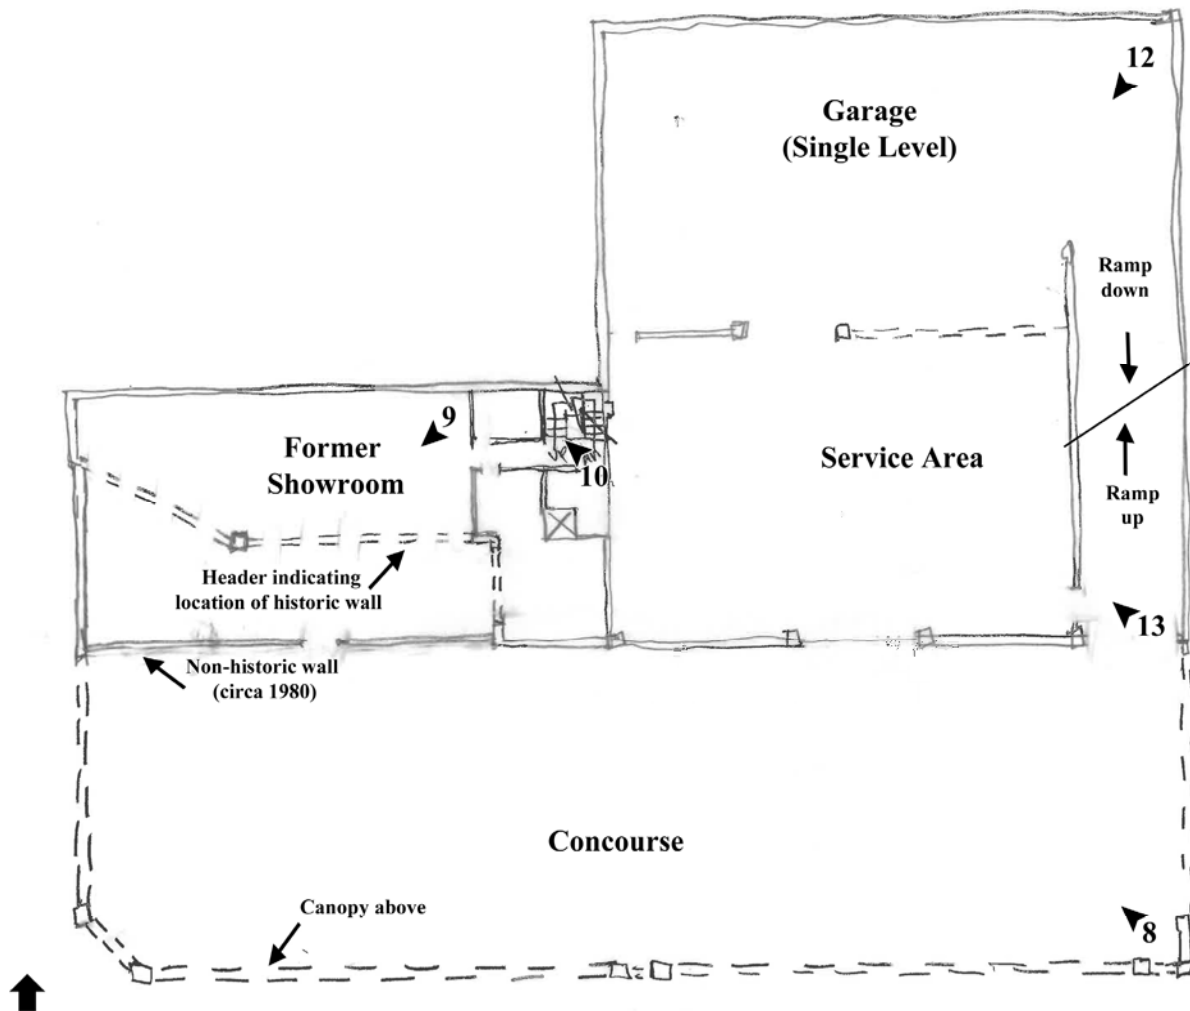 12
Garage
(Single Level)
Ramp
down
9
Former
Showroom
10
Service Area
Ramp
up
Header indicating
location of historic wall
13
Non-historic wall
(circa 1980)
Concourse
Canopy above
8